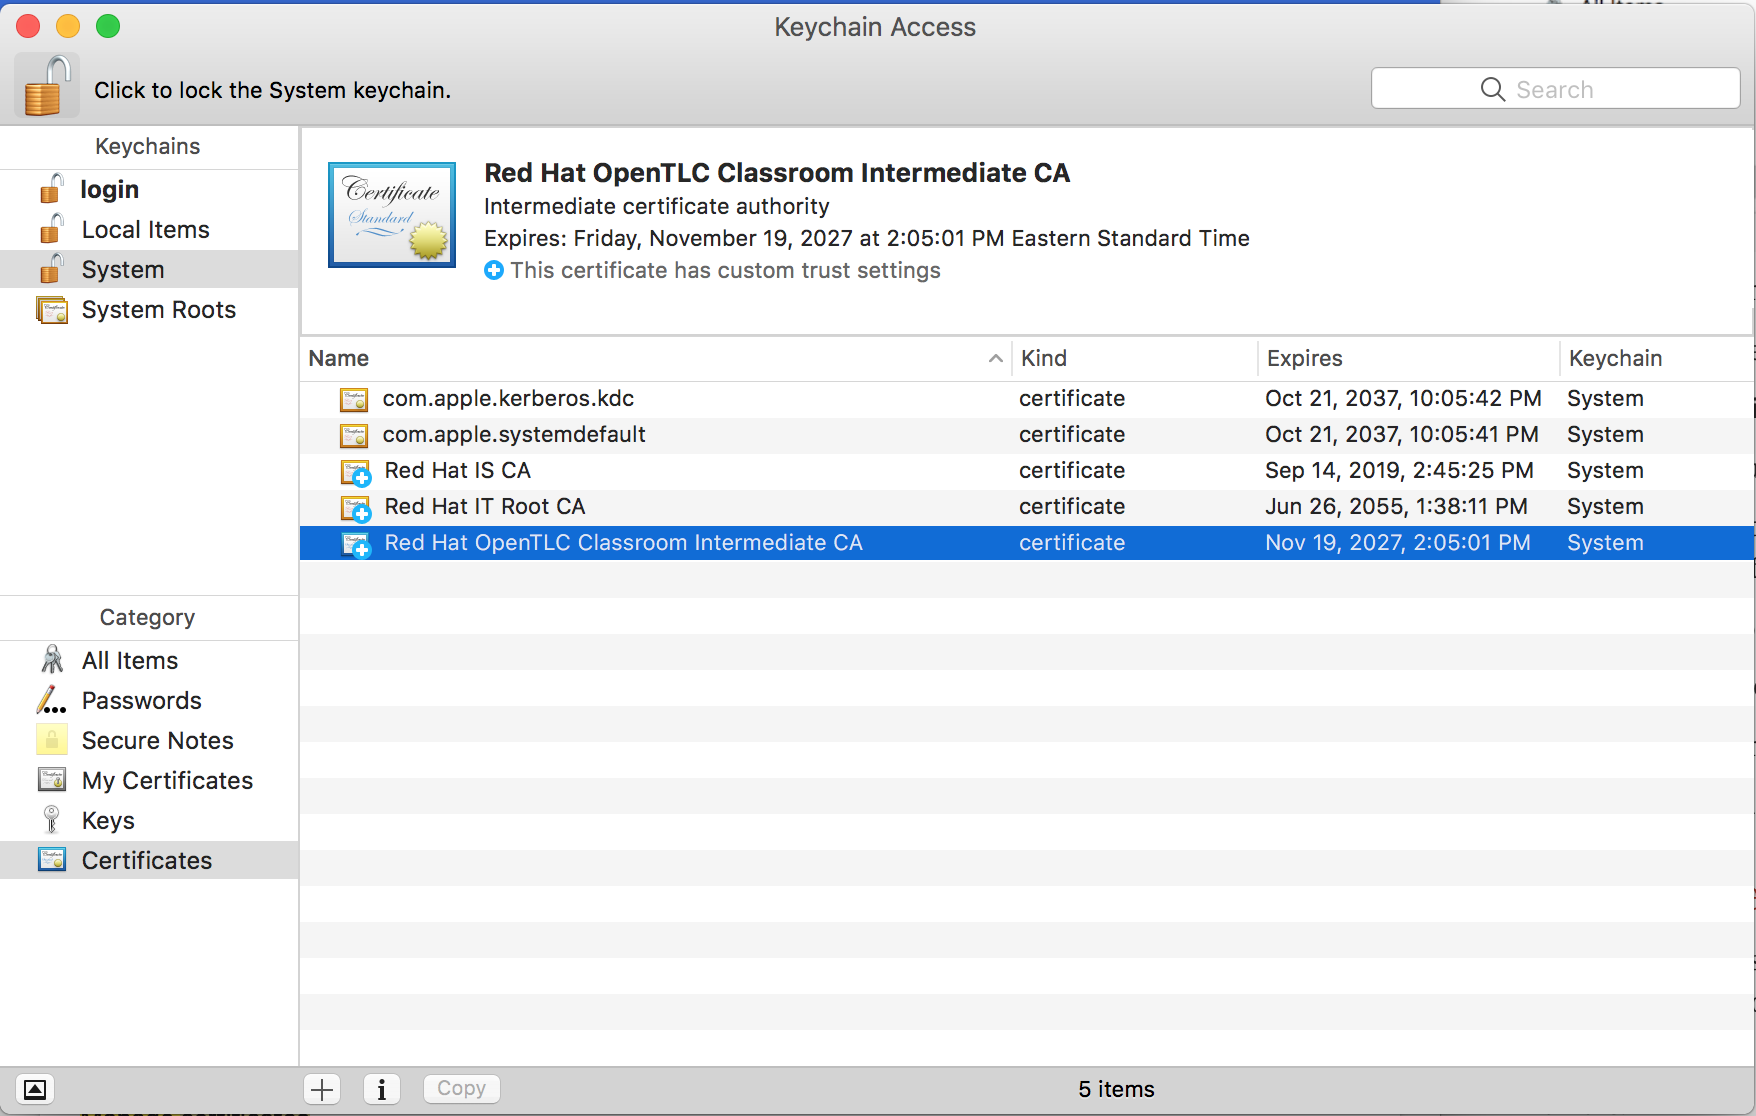 Keychain Access
Click to lock the System keychain.
Search
Keychains
login
Local Items
System
System Roots
Certificate
Standard
Red Hat OpenTLC Classroom Intermediate CA
Intermediate certificate authority
Expires: Friday, November 19, 2027 at 2:05:01 PM Eastern Standard Time
This certificate has custom trust settings
Name Kind Expires Keychain
com.apple.kerberos.kdc certificate Oct 21, 2037, 10:05:42 PM System
com.apple.systemdefault certificate Oct 21, 2037, 10:05:41 PM System
Red Hat IS CA certificate Sep 14, 2019, 2:45:25 PM System
Red Hat IT Root CA certificate Jun 26, 2055, 1:38:11 PM System
Red Hat OpenTLC Classroom Intermediate CA certificate Nov 19, 2027, 2:05:01 PM System
Category
All Items
Passwords
Secure Notes
My Certificates
Keys
Certificates
Copy
5 items